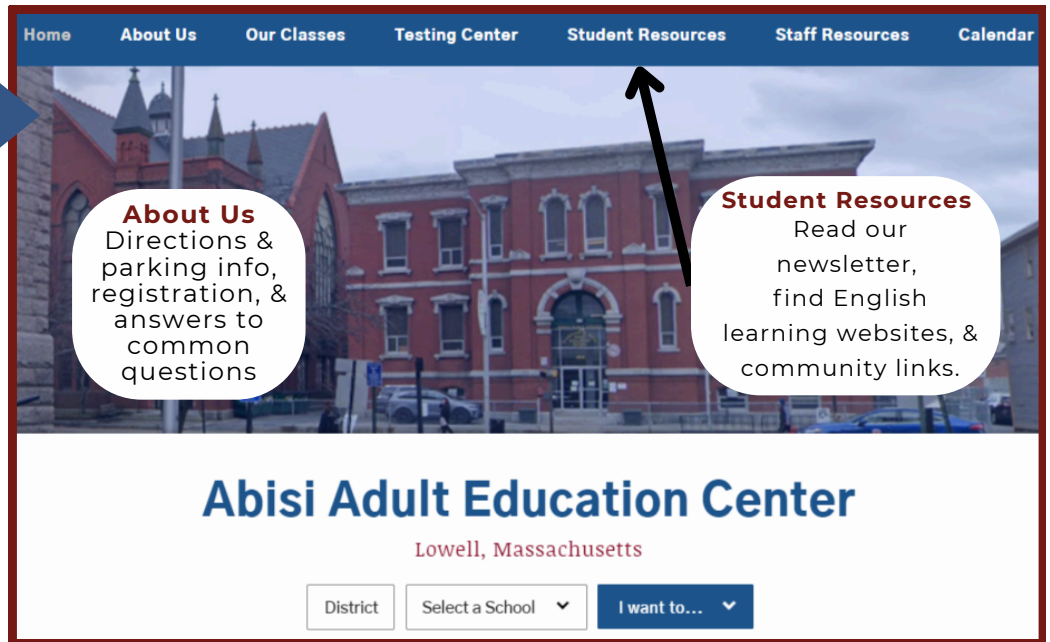 Home About Us Our Classes Testing Center Student Resources Staff Resources Calendar
About Us
Directions &
parking info,
registration, &
answers to
common
questions
Student Resources
Read our
newsletter,
find English
learning websites, &
community links.
Abisi Adult Education Center
Lowell, Massachusetts
District Select a School I want to...